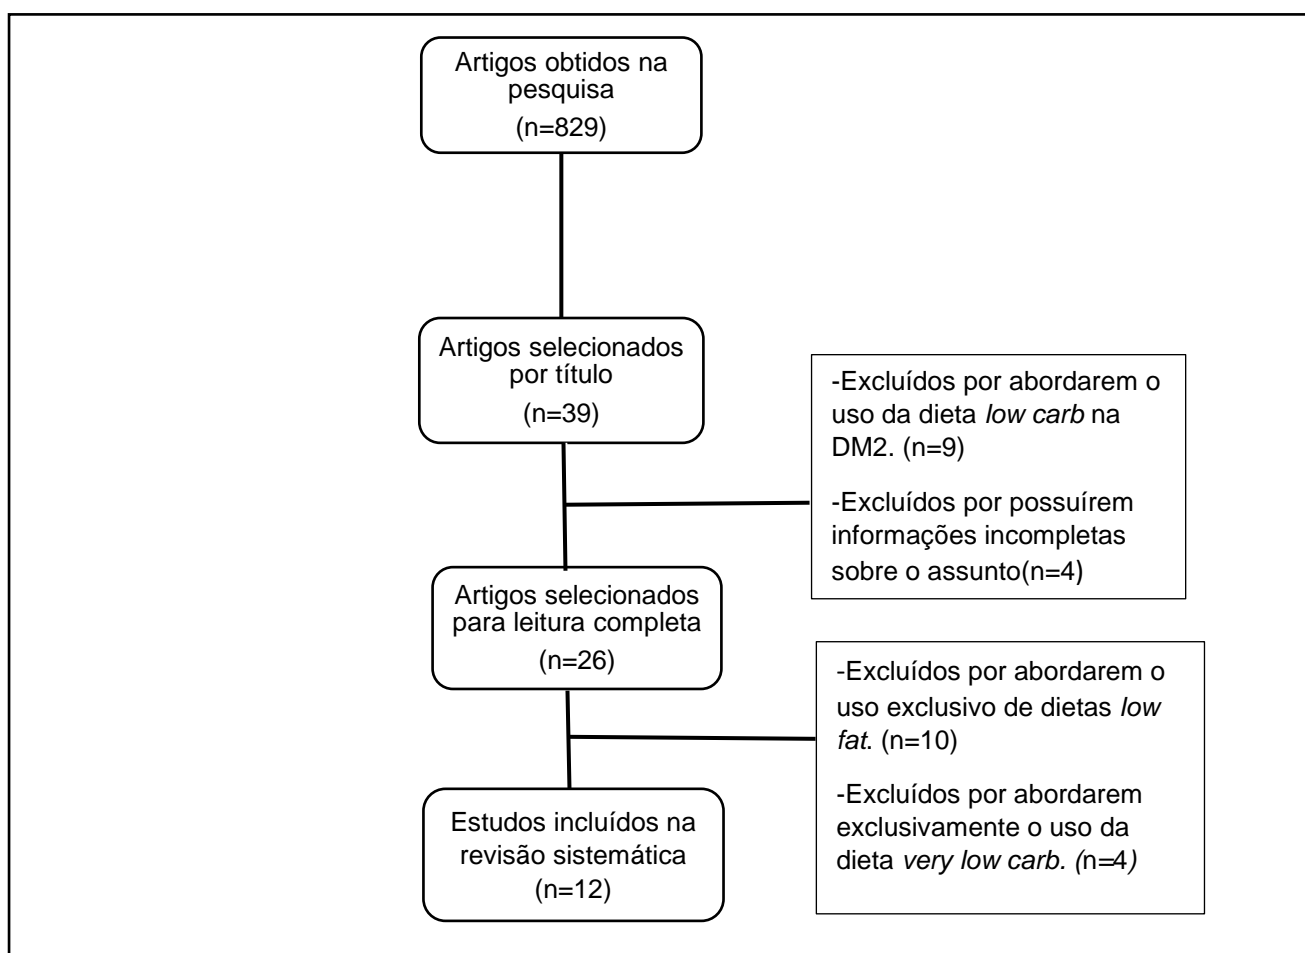 Artigos obtidos na
pesquisa
(n=829)
Artigos selecionados
por título
(n=39)
-Excluídos por abordarem o
uso da dieta low carb na
DM2. (n=9)
-Excluídos por possuírem
informações incompletas
sobre o assunto(n=4)
Artigos selecionados
para leitura completa
(n=26)
-Excluídos por abordarem o
uso exclusivo de dietas low
fat. (n=10)
-Excluídos por abordarem
exclusivamente o uso da
dieta very low carb. (n=4)
Estudos incluídos na
revisão sistemática
(n=12)